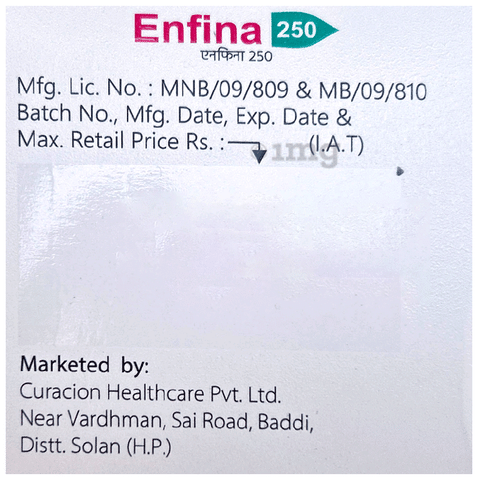 Enfina 250
एनफिना 250
Mfg. Lic. No. : MNB/09/809 & MB/09/810
Batch No., Mfg. Date, Exp. Date &
Max. Retail Price Rs. : (I.A.T)
1mg
Marketed by:
Curacion Healthcare Pvt. Ltd.
Near Vardhman, Sai Road, Baddi,
Distt. Solan (H.P.)